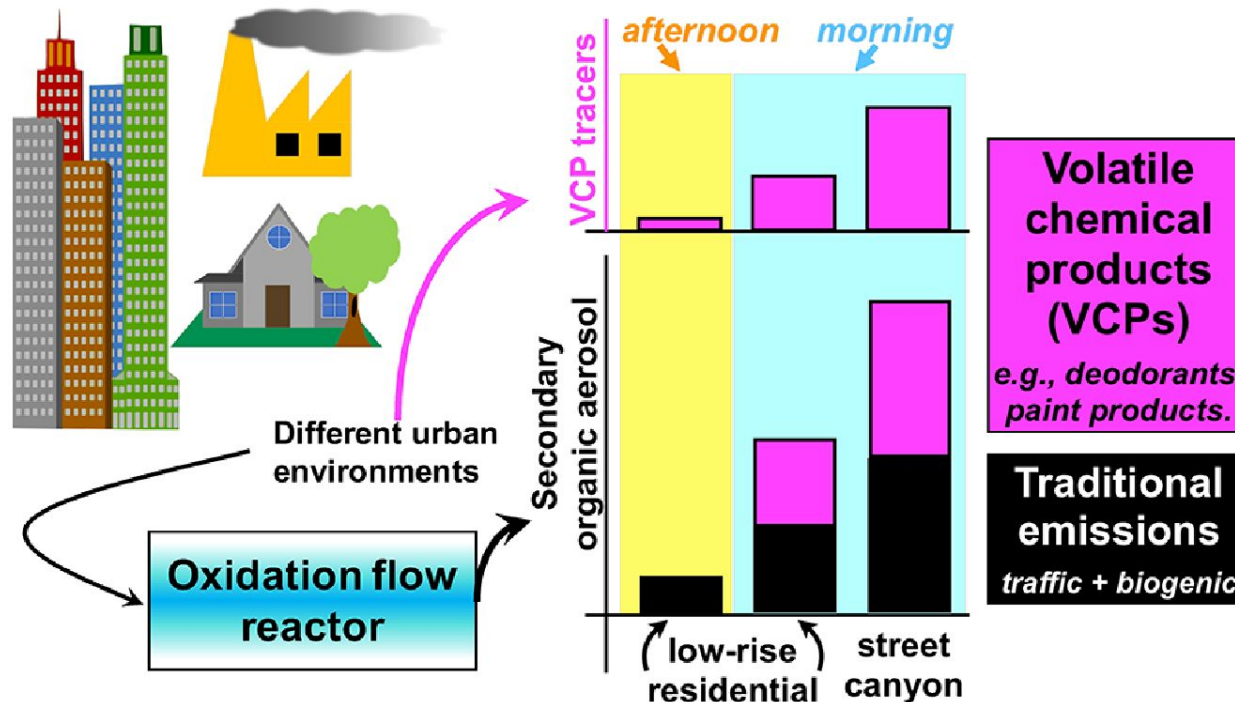 afternoon
morning
VCP tracers
Secondary
organic aerosol
Different urban
environments
Oxidation flow
reactor
low-rise
residential
street
canyon
Volatile
chemical
products
(VCPs)
e.g., deodorants
paint products.
Traditional
emissions
traffic + biogenic